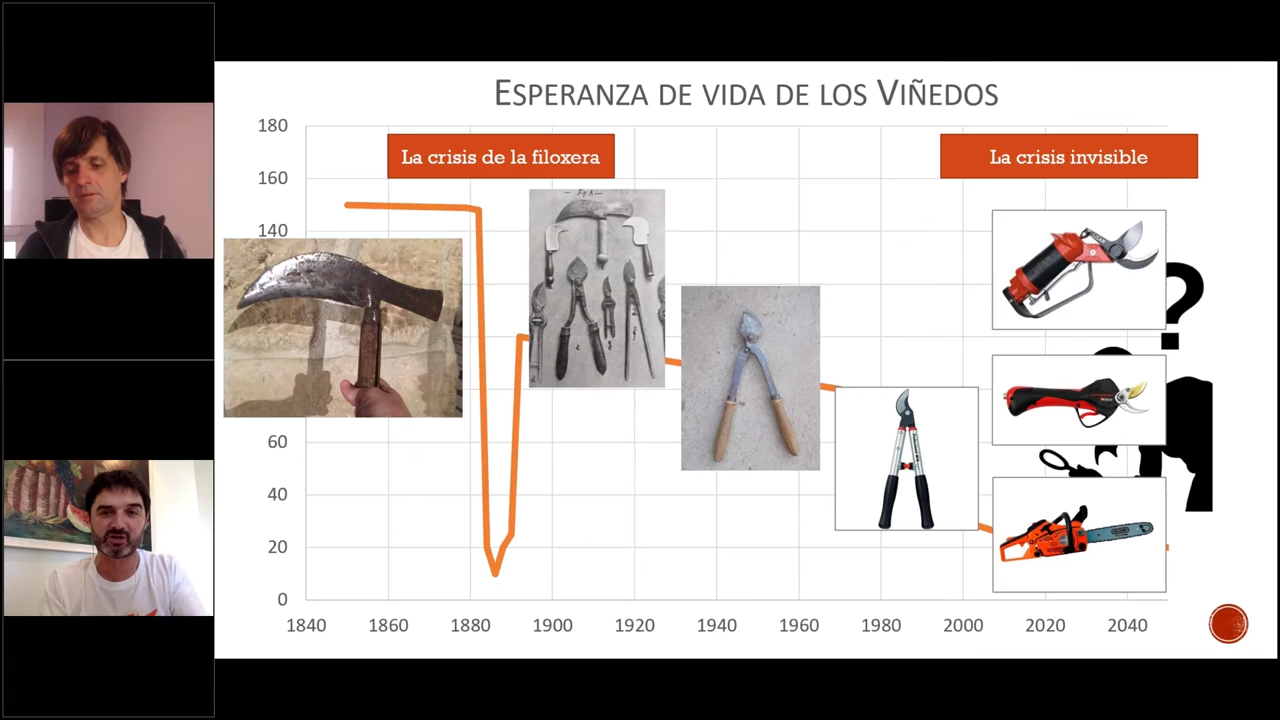 ESPERANZA DE VIDA DE LOS VIÑEDOS
La crisis de la filoxera
La crisis invisible
180
160
140
60
40
20
0
1840 1860 1880 1900 1920 1940 1960 1980 2000 2020 2040
?